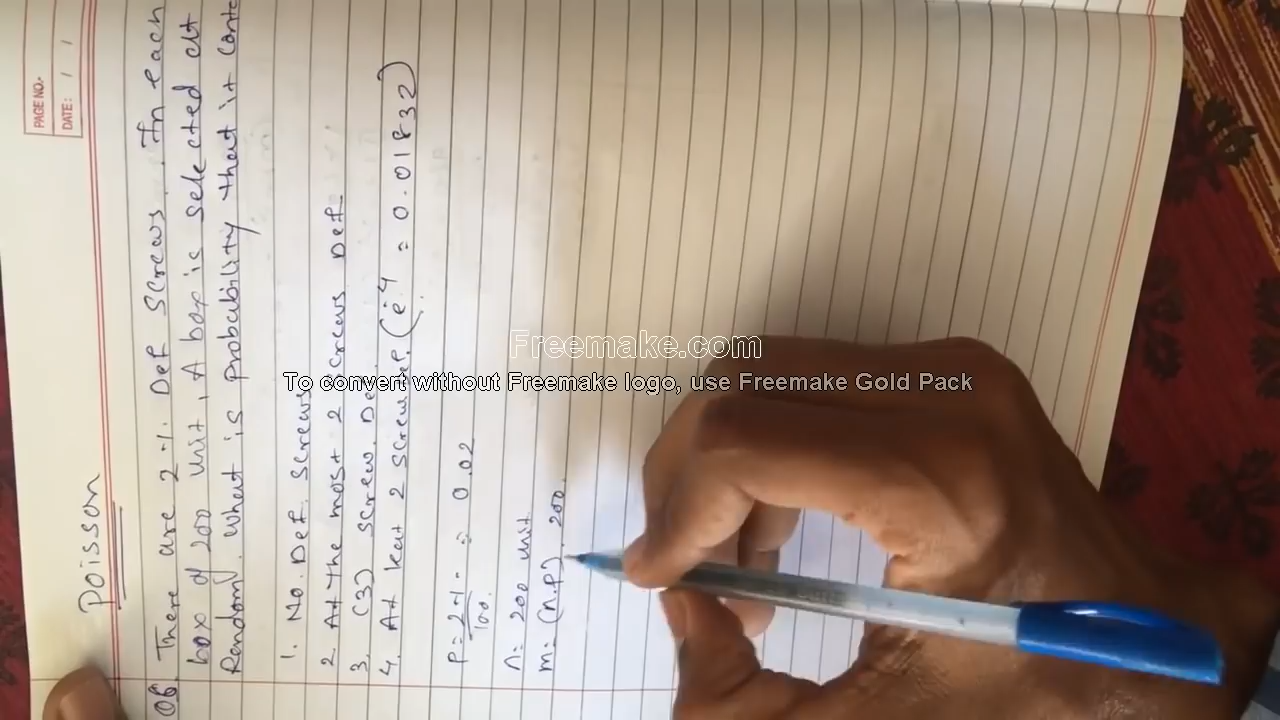 PAGE NO.
DATE: / /
Poisson
06. There are 2 %. Def Screws. In each
box of 200 unit, A box is selected at
Random. What is Probability that it Conta
1. No. Def. Screws
2. At the most 2 Screws Def.
3. (3) Screw. Def
4. At least 2 Screw Def. (e^-4 = 0.01832)
P = 2% / 100 = 0.02
n = 200 unit
m = (n.P) . 200
Freemake.com
To convert without Freemake logo, use Freemake Gold Pack